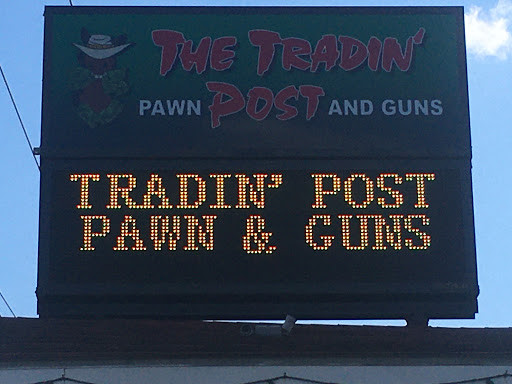 THE TRADIN'
PAWN POST AND GUNS
TRADIN' POST
PAWN & GUNS